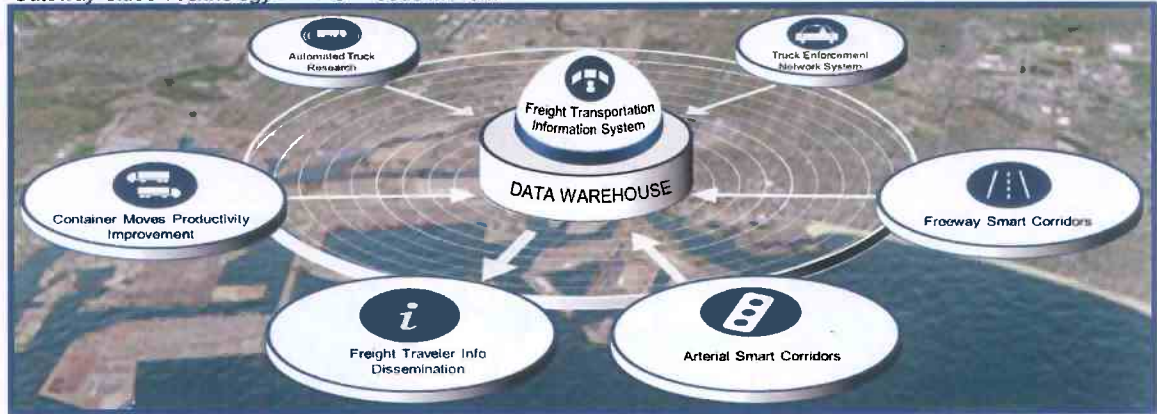 Automated Truck
Research
Truck Enforcement
Network System
Freight Transportation
Information System
DATA WAREHOUSE
Container Moves Productivity
Improvement
Freeway Smart Corridors
i
Freight Traveler Info
Dissemination
Arterial Smart Corridors